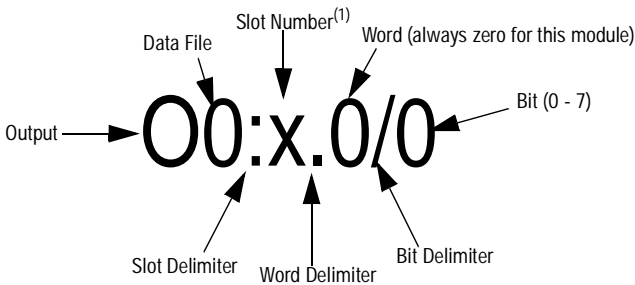 Slot Number(1)
Data File
Word (always zero for this module)
Bit (0 - 7)
Output
O0:x.0/0
Slot Delimiter
Word Delimiter
Bit Delimiter